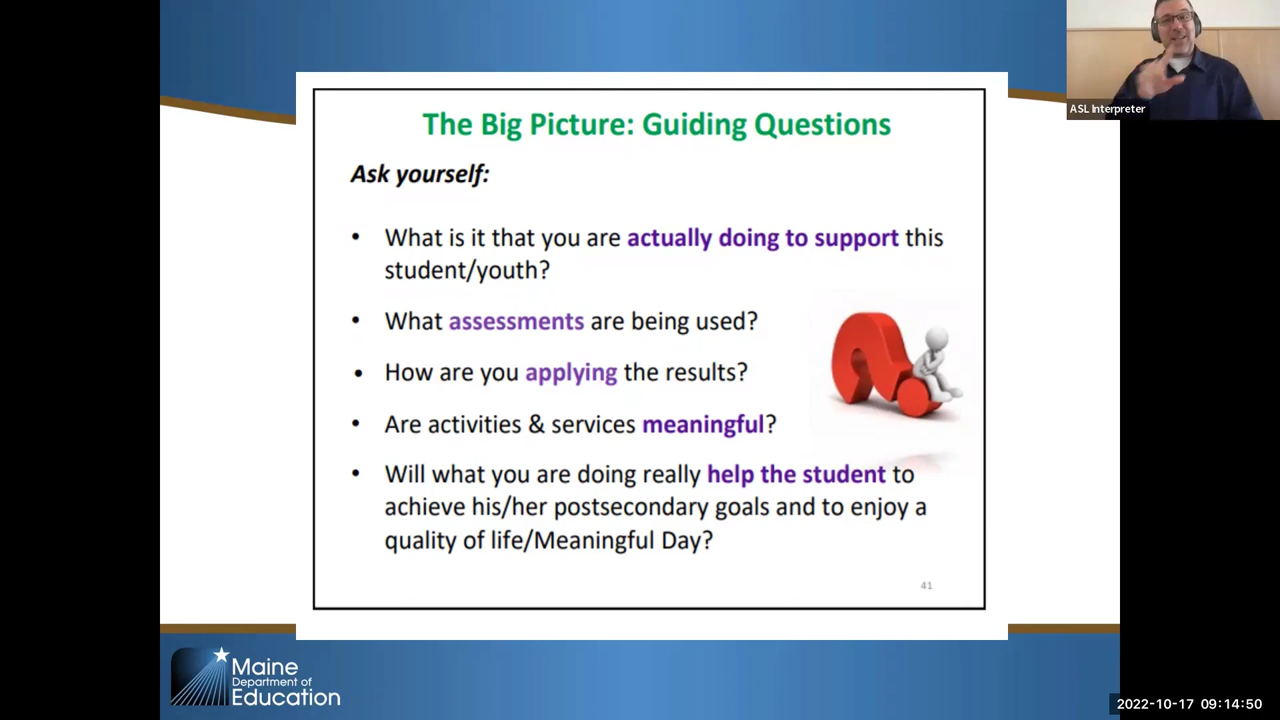 ASL Interpreter
The Big Picture: Guiding Questions
Ask yourself:
• What is it that you are actually doing to support this
student/youth?
• What assessments are being used?
• How are you applying the results?
• Are activities & services meaningful?
• Will what you are doing really help the student to
achieve his/her postsecondary goals and to enjoy a
quality of life/Meaningful Day?
41
Maine
Department of
Education
2022-10-17 09:14:50